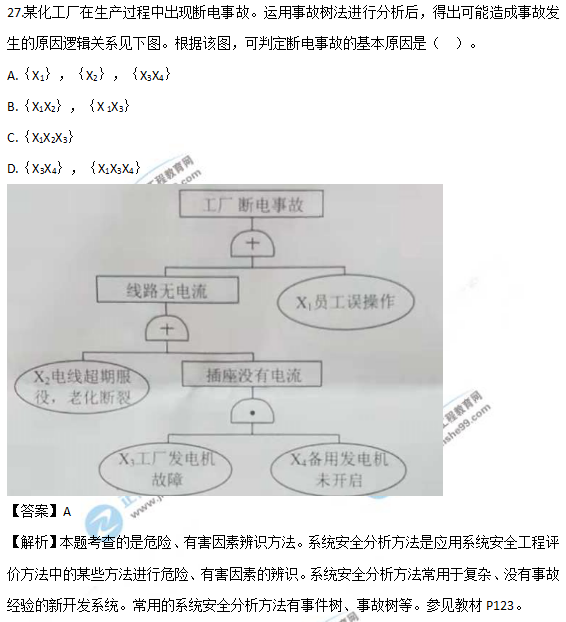 27.某化工厂在生产过程中出现断电事故。运用事故树法进行分析后，得出可能造成事故发
生的原因逻辑关系见下图。根据该图，可判定断电事故的基本原因是（ ）。
A.{X₁}，{X₂}，{X₃X₄}
B.{X₁X₂}，{X₁X₃}
C.{X₁X₂X₃}
D.{X₃X₄}，{X₁X₃X₄}
工厂 断电事故
+
线路无电流
X₁员工误操作
+
X₂电线超期服
役，老化断裂
插座没有电流
•
X₃工厂发电机
故障
X₄备用发电机
未开启
【答案】A
【解析】本题考查的是危险、有害因素辨识方法。系统安全分析方法是应用系统安全工程评
价方法中的某些方法进行危险、有害因素的辨识。系统安全分析方法常用于复杂、没有事故
经验的新开发系统。常用的系统安全分析方法有事件树、事故树等。参见教材 P123。